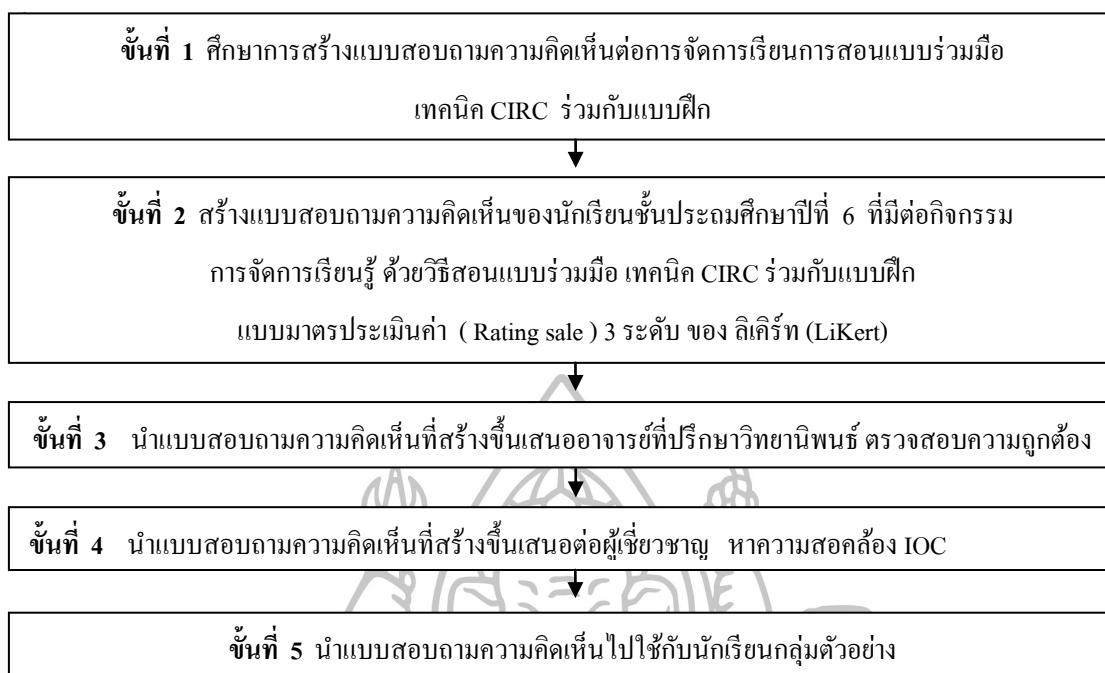 ขั้นที่ 1 ศึกษาการสร้างแบบสอบถามความคิดเห็นต่อการจัดการเรียนการสอนแบบร่วมมือ
เทคนิค CIRC ร่วมกับแบบฝึก
ขั้นที่ 2 สร้างแบบสอบถามความคิดเห็นของนักเรียนชั้นประถมศึกษาปีที่ 6 ที่มีต่อกิจกรรม
การจัดการเรียนรู้ ด้วยวิธีสอนแบบร่วมมือ เทคนิค CIRC ร่วมกับแบบฝึก
แบบมาตรประเมินค่า ( Rating sale ) 3 ระดับ ของ ลิเคิร์ท (LiKert)
ขั้นที่ 3 นำแบบสอบถามความคิดเห็นที่สร้างขึ้นเสนออาจารย์ที่ปรึกษาวิทยานิพนธ์ ตรวจสอบความถูกต้อง
ขั้นที่ 4 นำแบบสอบถามความคิดเห็นที่สร้างขึ้นเสนอต่อผู้เชี่ยวชาญ หาความสอคล้อง IOC
ขั้นที่ 5 นำแบบสอบถามความคิดเห็นไปใช้กับนักเรียนกลุ่มตัวอย่าง